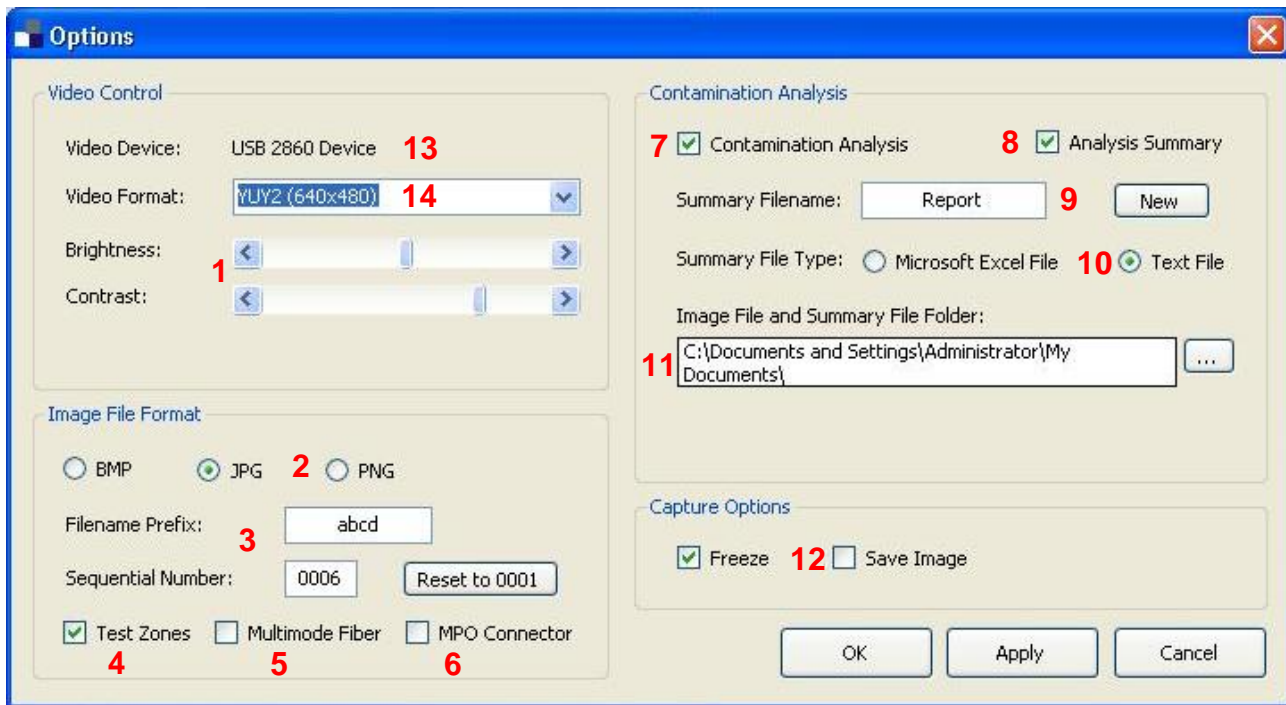 Options
Video Control
Video Device: USB 2860 Device 13
Video Format: YUY2 (640x480) 14
Brightness:
1
Contrast:
Image File Format
BMP JPG 2 PNG
Filename Prefix: abcd
3
Sequential Number: 0006 Reset to 0001
Test Zones Multimode Fiber MPO Connector
4 5 6
Contamination Analysis
7 Contamination Analysis 8 Analysis Summary
Summary Filename: Report 9 New
Summary File Type: Microsoft Excel File 10 Text File
Image File and Summary File Folder:
11 C:\Documents and Settings\Administrator\My
Documents\
...
Capture Options
Freeze 12 Save Image
OK Apply Cancel